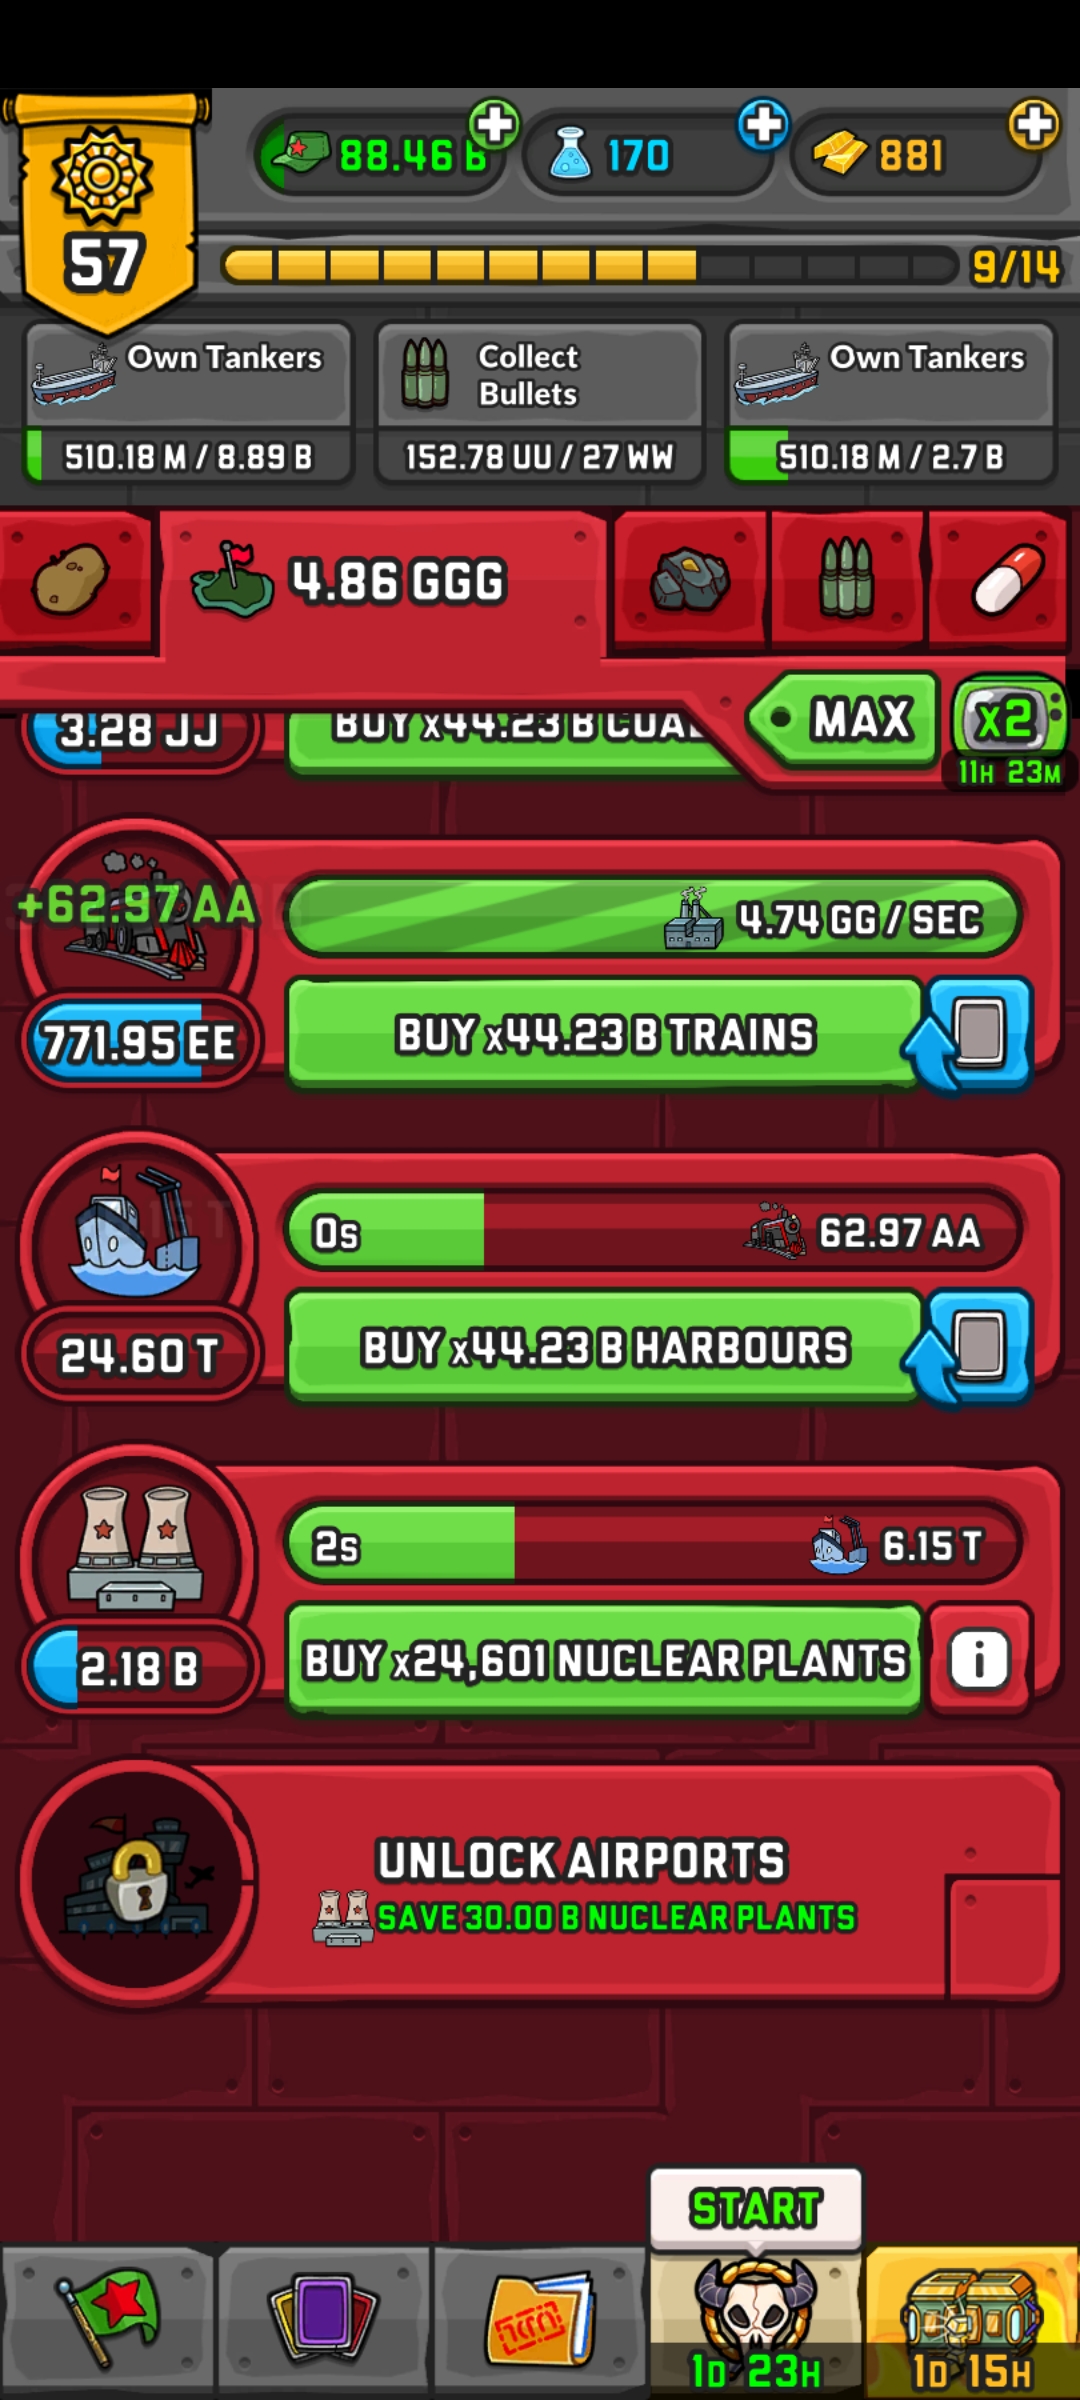 88.46 B
170
881
57
9/14
Own Tankers
510.18 M / 8.89 B
Collect
Bullets
152.78 UU / 27 WW
Own Tankers
510.18 M / 2.7 B
4.86 GGG
MAX
x2
11H 23M
3.28 JJ
BUY x44.23 B
+62.97 AA
4.74 GG / SEC
771.95 EE
BUY x44.23 B TRAINS
0s
62.97 AA
24.60 T
BUY x44.23 B HARBOURS
2s
6.15 T
2.18 B
BUY x24,601 NUCLEAR PLANTS
i
UNLOCK AIRPORTS
SAVE 30.00 B NUCLEAR PLANTS
START
1D 23H
1D 15H